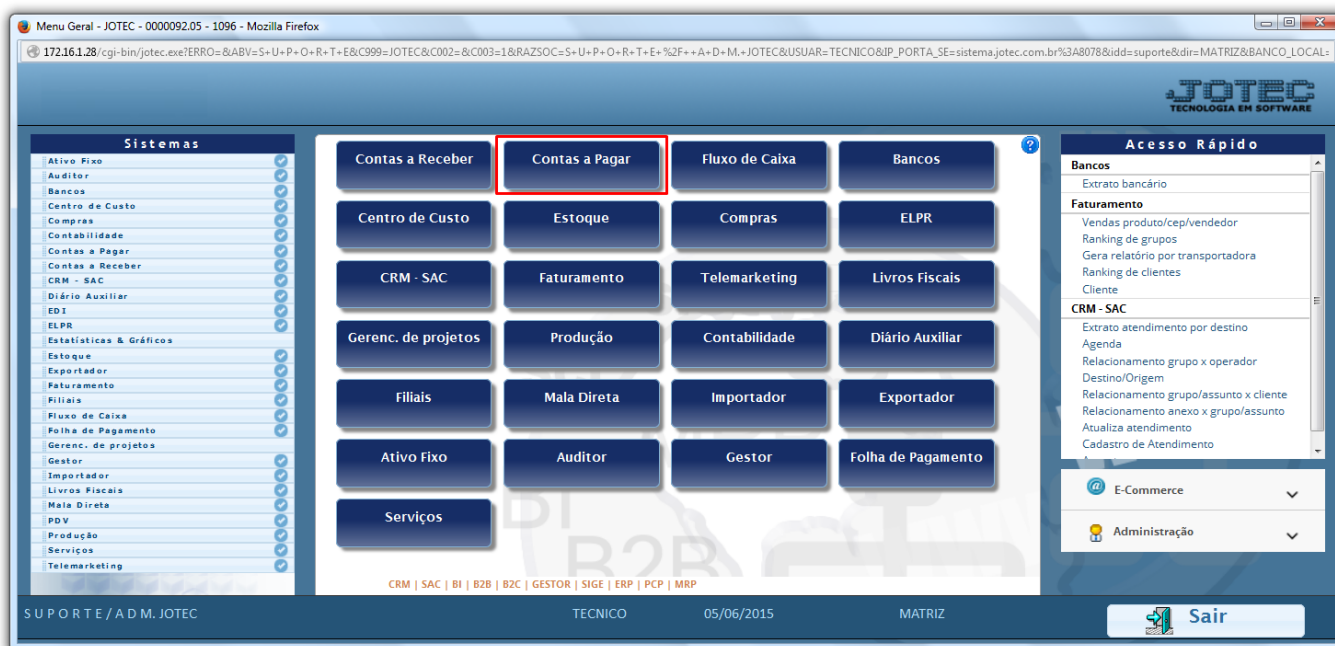 Menu Geral - JOTEC - 0000092.05 - 1096 - Mozilla Firefox
172.16.1.28/cgi-bin/jotec.exe?ERRO=&ABV=S+U+P+O+R+T+E&C999=JOTEC&C002=&C003=1&RAZSOC=S+U+P+O+R+T+E+%2F++A+D+M.+JOTEC&USUAR=TECNICO&IP_PORTA_SE=sistema.jotec.com.br%3A8078&idd=suporte&dir=MATRIZ&BANCO_LOCAL=
JOTEC
TECNOLOGIA EM SOFTWARE
Sistemas
Ativo Fixo
Auditor
Bancos
Centro de Custo
Compras
Contabilidade
Contas a Pagar
Contas a Receber
CRM - SAC
Diário Auxiliar
EDI
ELPR
Estatísticas & Gráficos
Estoque
Exportador
Faturamento
Filiais
Fluxo de Caixa
Folha de Pagamento
Gerenc. de projetos
Gestor
Importador
Livros Fiscais
Mala Direta
PDV
Produção
Serviços
Telemarketing
Contas a Receber
Contas a Pagar
Fluxo de Caixa
Bancos
Centro de Custo
Estoque
Compras
ELPR
CRM - SAC
Faturamento
Telemarketing
Livros Fiscais
Gerenc. de projetos
Produção
Contabilidade
Diário Auxiliar
Filiais
Mala Direta
Importador
Exportador
Ativo Fixo
Auditor
Gestor
Folha de Pagamento
Serviços
BI
B2B
CRM | SAC | BI | B2B | B2C | GESTOR | SIGE | ERP | PCP | MRP
?
Acesso Rápido
Bancos
Extrato bancário
Faturamento
Vendas produto/cep/vendedor
Ranking de grupos
Gera relatório por transportadora
Ranking de clientes
Cliente
CRM - SAC
Extrato atendimento por destino
Agenda
Relacionamento grupo x operador
Destino/Origem
Relacionamento grupo/assunto x cliente
Relacionamento anexo x grupo/assunto
Atualiza atendimento
Cadastro de Atendimento
E-Commerce
Administração
S U P O R T E / A D M. JOTEC
TECNICO
05/06/2015
MATRIZ
Sair